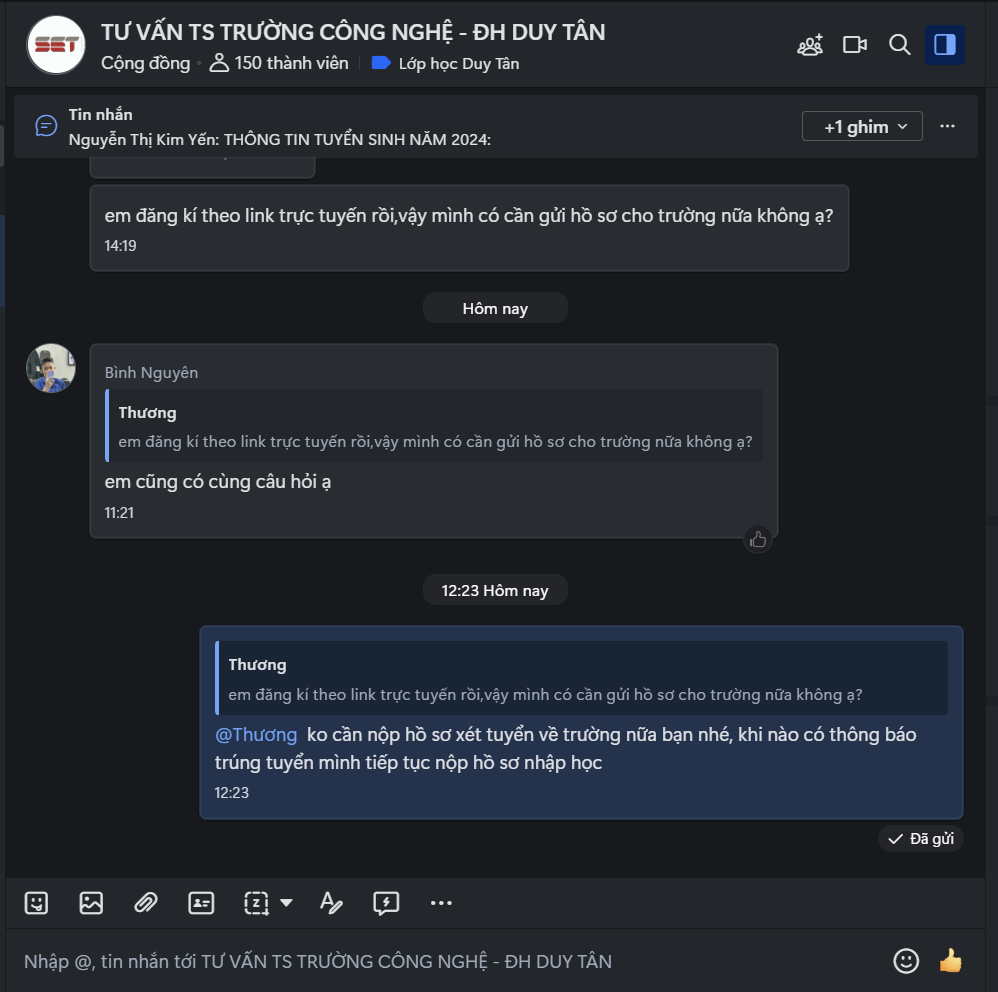 SET
TƯ VẤN TS TRƯỜNG CÔNG NGHỆ - ĐH DUY TÂN
Cộng đồng 150 thành viên Lớp học Duy Tân
Tin nhắn
Nguyễn Thị Kim Yến: THÔNG TIN TUYỂN SINH NĂM 2024:
+1 ghim
em đăng kí theo link trực tuyến rồi,vậy mình có cần gửi hồ sơ cho trường nữa không ạ?
14:19
Hôm nay
Bình Nguyên
Thương
em đăng kí theo link trực tuyến rồi,vậy mình có cần gửi hồ sơ cho trường nữa không ạ?
em cũng có cùng câu hỏi ạ
11:21
12:23 Hôm nay
Thương
em đăng kí theo link trực tuyến rồi,vậy mình có cần gửi hồ sơ cho trường nữa không ạ?
@Thương ko cần nộp hồ sơ xét tuyển về trường nữa bạn nhé, khi nào có thông báo
trúng tuyển mình tiếp tục nộp hồ sơ nhập học
12:23
Đã gửi
Nhập @, tin nhắn tới TƯ VẤN TS TRƯỜNG CÔNG NGHỆ - ĐH DUY TÂN